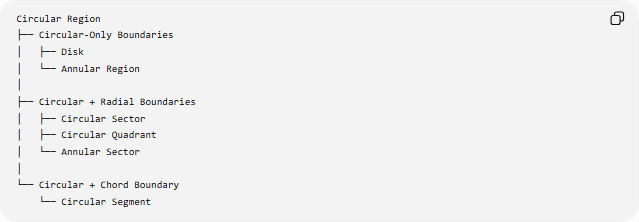 Circular Region
├── Circular-Only Boundaries
│   ├── Disk
│   └── Annular Region
│
├── Circular + Radial Boundaries
│   ├── Circular Sector
│   ├── Circular Quadrant
│   └── Annular Sector
│
└── Circular + Chord Boundary
    └── Circular Segment